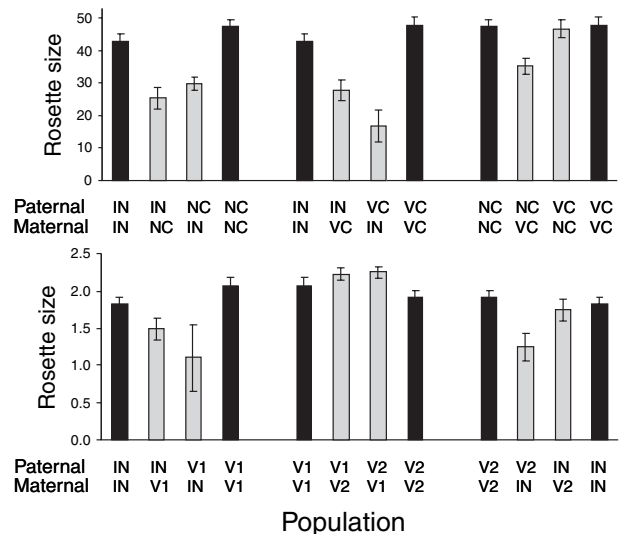 Rosette size
50
40
30
20
10
0
Paternal IN IN NC NC IN IN VC VC NC NC VC VC
Maternal IN NC IN NC IN VC IN VC NC VC NC VC
Rosette size
2.5
2.0
1.5
1.0
0.5
0.0
Paternal IN IN V1 V1 V1 V1 V2 V2 V2 V2 IN IN
Maternal IN V1 IN V1 V1 V2 V1 V2 V2 IN V2 IN
Population